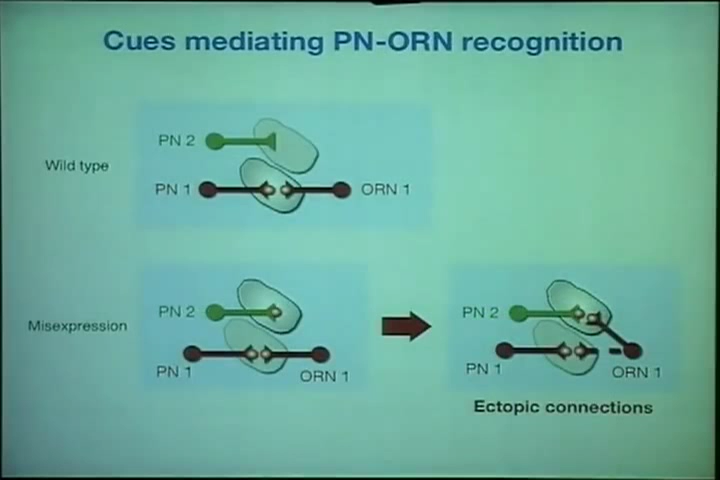 Cues mediating PN-ORN recognition
PN 2
Wild type
PN 1
ORN 1
PN 2
Misexpression
PN 1
ORN 1
PN 2
PN 1
ORN 1
Ectopic connections